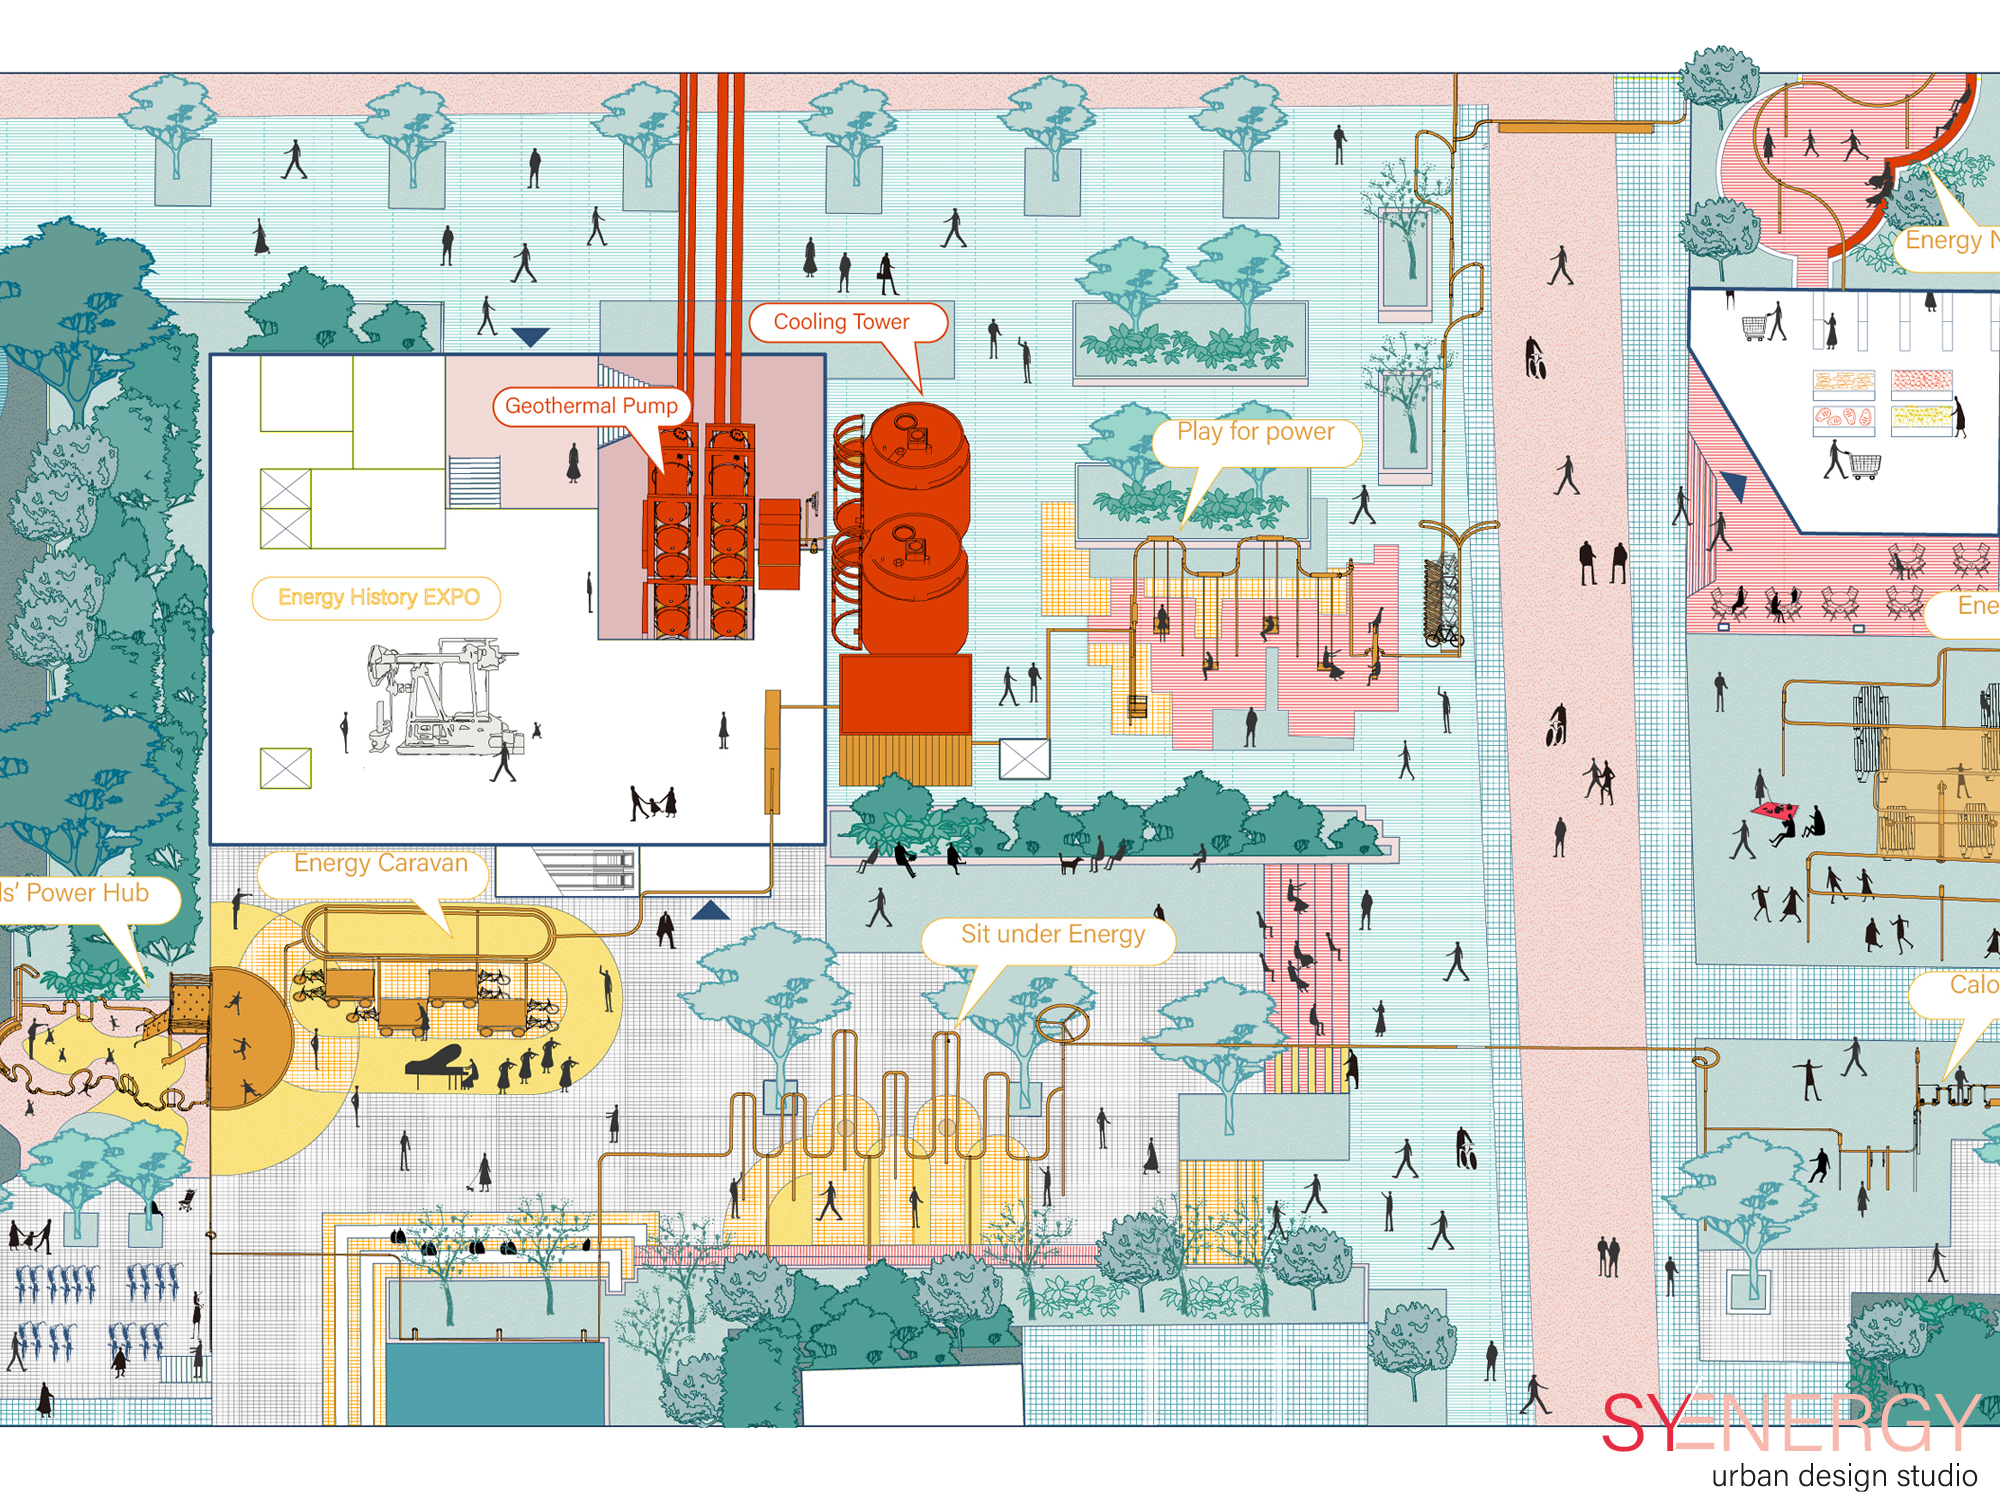 Energy N
Cooling Tower
Geothermal Pump
Play for power
Energy History EXPO
Ene
Energy Caravan
ls' Power Hub
Sit under Energy
Calo
SYENERGY
urban design studio